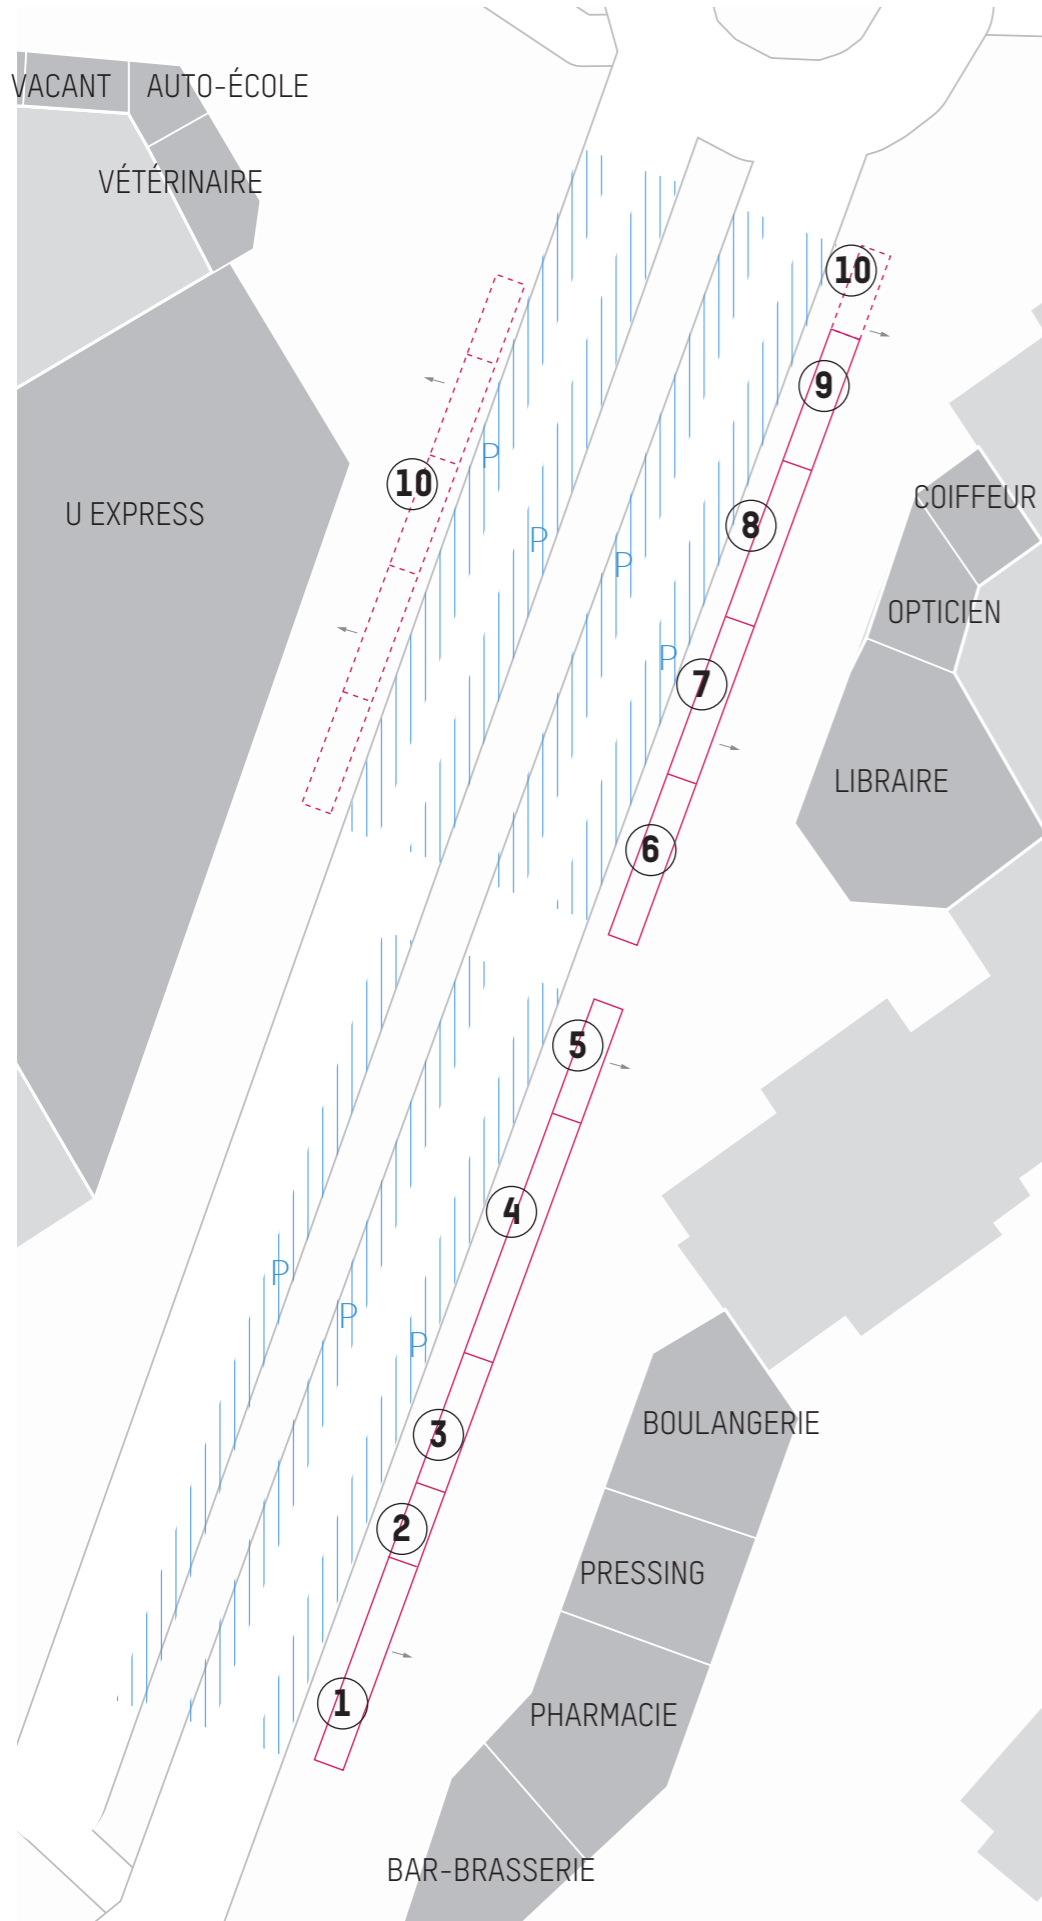 VACANT
AUTO-ÉCOLE
VÉTÉRINAIRE
10
9
P
10
COIFFEUR
U EXPRESS
8
P
P
OPTICIEN
P
7
LIBRAIRE
6
5
4
P
P
P
BOULANGERIE
3
2
PRESSING
1
PHARMACIE
BAR-BRASSERIE